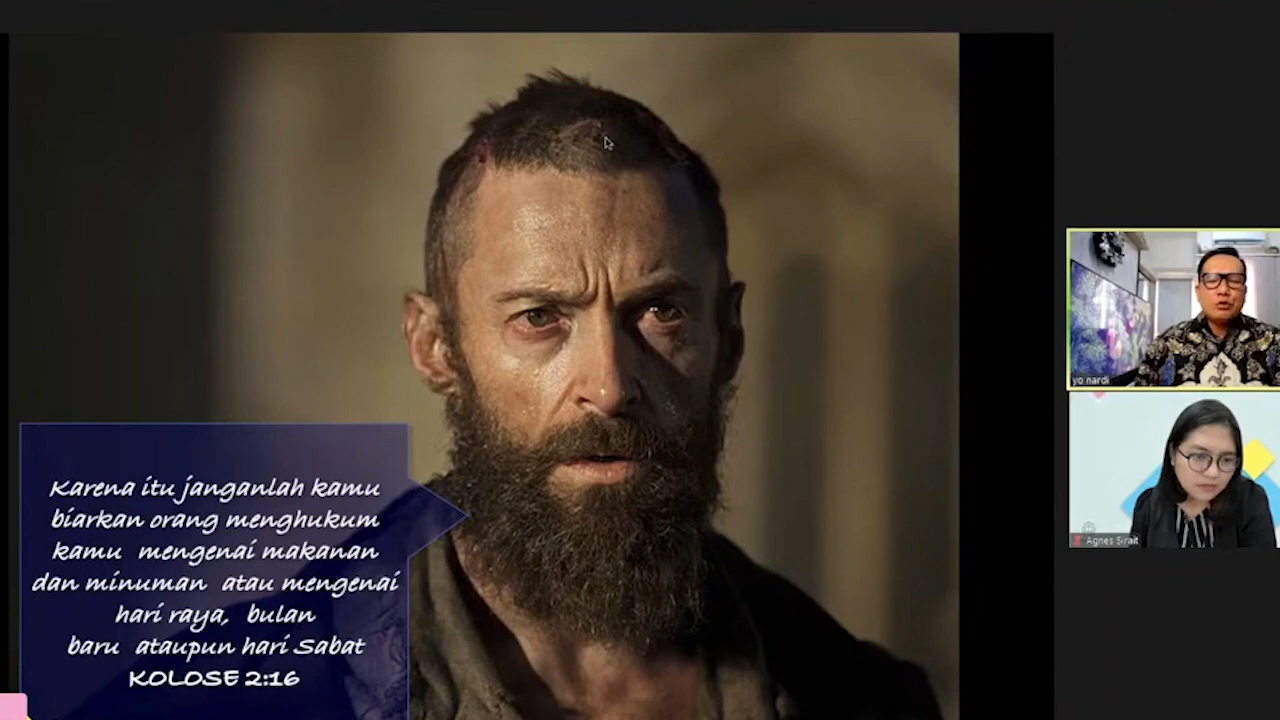 Karena itu janganlah kamu
biarkan orang menghukum
kamu mengenai makanan
dan minuman atau mengenai
hari raya, bulan
baru ataupun hari Sabat
KOLOSE 2:16
yo nardi
Agnes Sirait